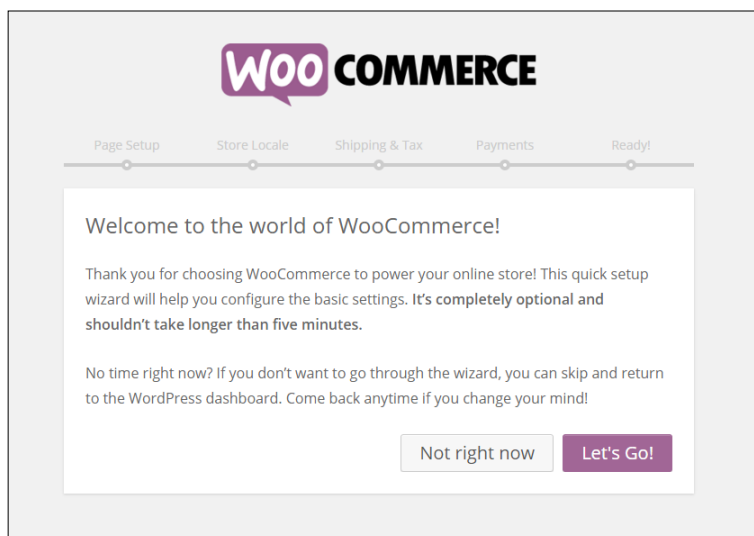 WOO COMMERCE
Page Setup Store Locale Shipping & Tax Payments Ready!
Welcome to the world of WooCommerce!
Thank you for choosing WooCommerce to power your online store! This quick setup
wizard will help you configure the basic settings. It's completely optional and
shouldn't take longer than five minutes.
No time right now? If you don't want to go through the wizard, you can skip and return
to the WordPress dashboard. Come back anytime if you change your mind!
Not right now Let's Go!